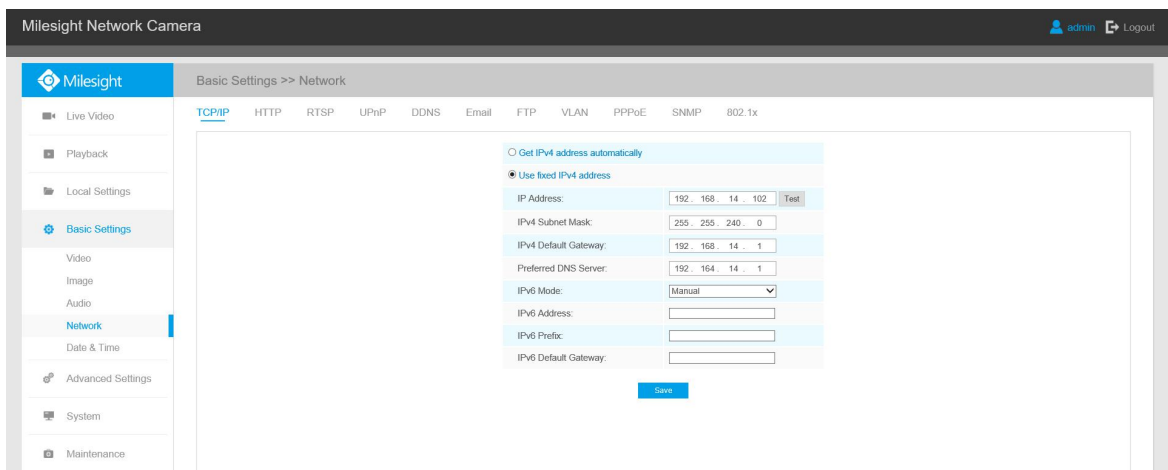 Milesight Network Camera
admin Logout
Milesight
Basic Settings >> Network
Live Video
Playback
Local Settings
Basic Settings
Video
Image
Audio
Network
Date & Time
Advanced Settings
System
Maintenance
TCP/IP HTTP RTSP UPnP DDNS Email FTP VLAN PPPoE SNMP 802.1x
Get IPv4 address automatically
Use fixed IPv4 address
IP Address: 192 . 168 . 14 . 102 Test
IPv4 Subnet Mask: 255 . 255 . 240 . 0
IPv4 Default Gateway: 192 . 168 . 14 . 1
Preferred DNS Server: 192 . 164 . 14 . 1
IPv6 Mode: Manual
IPv6 Address:
IPv6 Prefix:
IPv6 Default Gateway:
Save